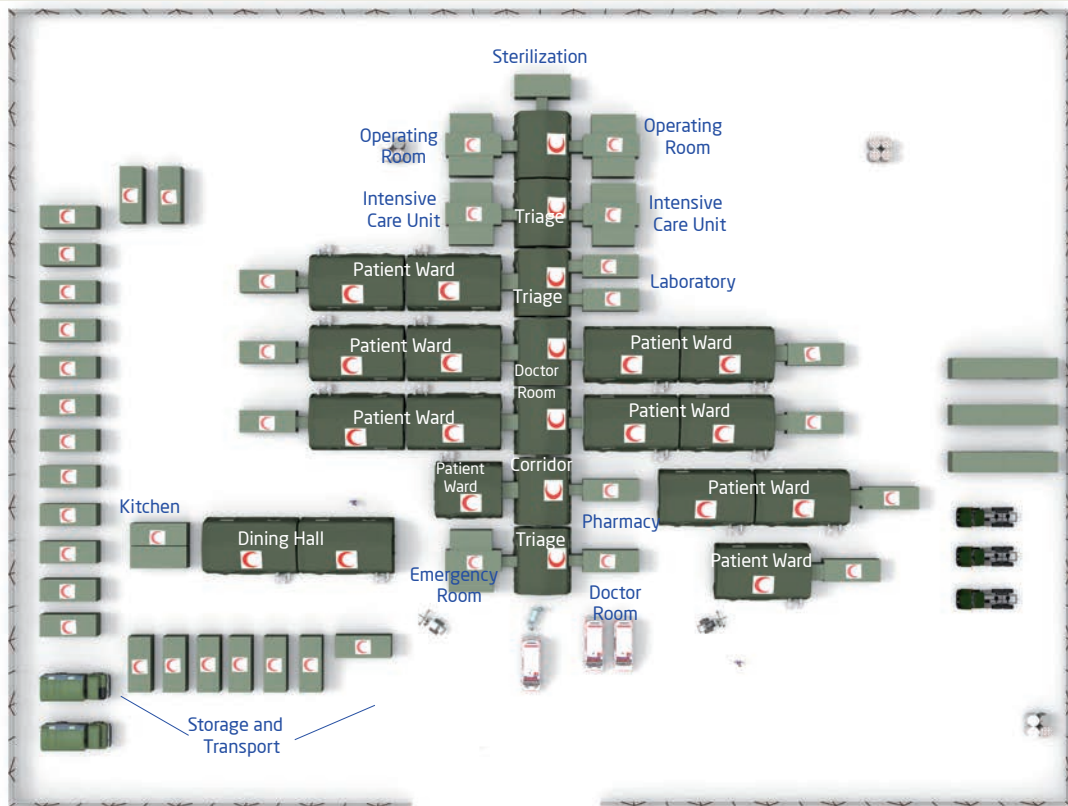 Sterilization
Operating
Room
Operating
Room
Intensive
Care Unit
Triage
Intensive
Care Unit
Patient Ward
Triage
Laboratory
Patient Ward
Patient Ward
Doctor
Room
Patient Ward
Patient Ward
Patient
Ward
Corridor
Patient Ward
Kitchen
Pharmacy
Dining Hall
Triage
Patient Ward
Emergency
Room
Doctor
Room
Storage and
Transport